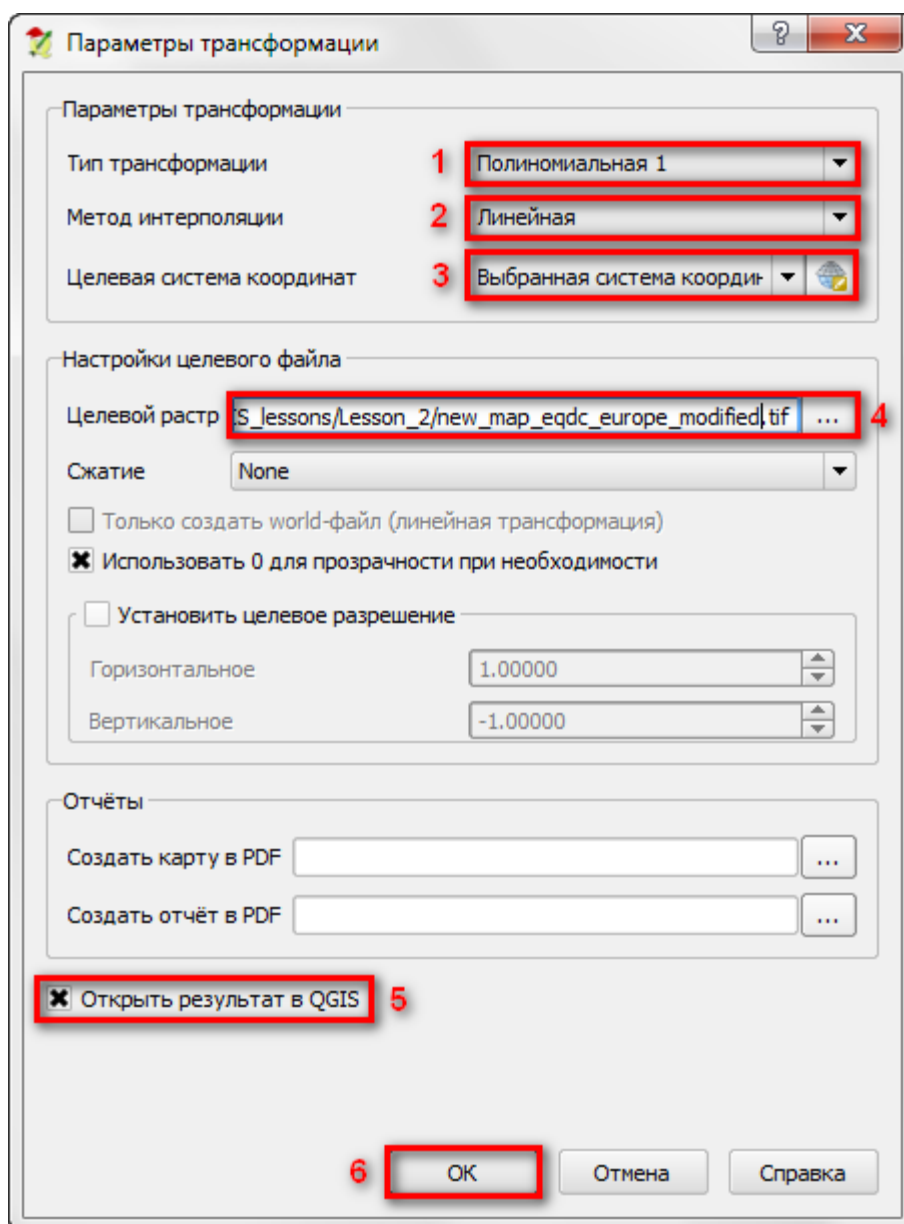 Параметры трансформации
Параметры трансформации
Тип трансформации 1 Полиномиальная 1
Метод интерполяции 2 Линейная
Целевая система координат 3 Выбранная система координ
Настройки целевого файла
Целевой растр S_lessons/Lesson_2/new_map_eqdc_europe_modified.tif ... 4
Сжатие None
Только создать world-файл (линейная трансформация)
Использовать 0 для прозрачности при необходимости
Установить целевое разрешение
Горизонтальное 1.00000
Вертикальное -1.00000
Отчёты
Создать карту в PDF ...
Создать отчёт в PDF ...
Открыть результат в QGIS 5
6 OK Отмена Справка